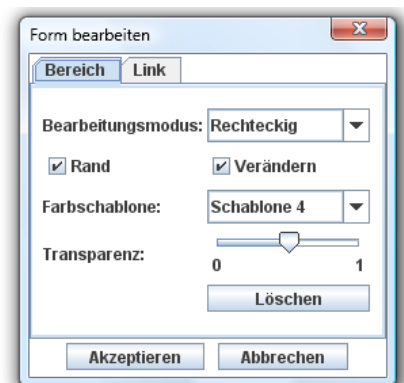 Form bearbeiten
Bereich Link
Bearbeitungsmodus: Rechteckig
Rand Verändern
Farbschablone: Schablone 4
Transparenz:
0 1
Löschen
Akzeptieren Abbrechen